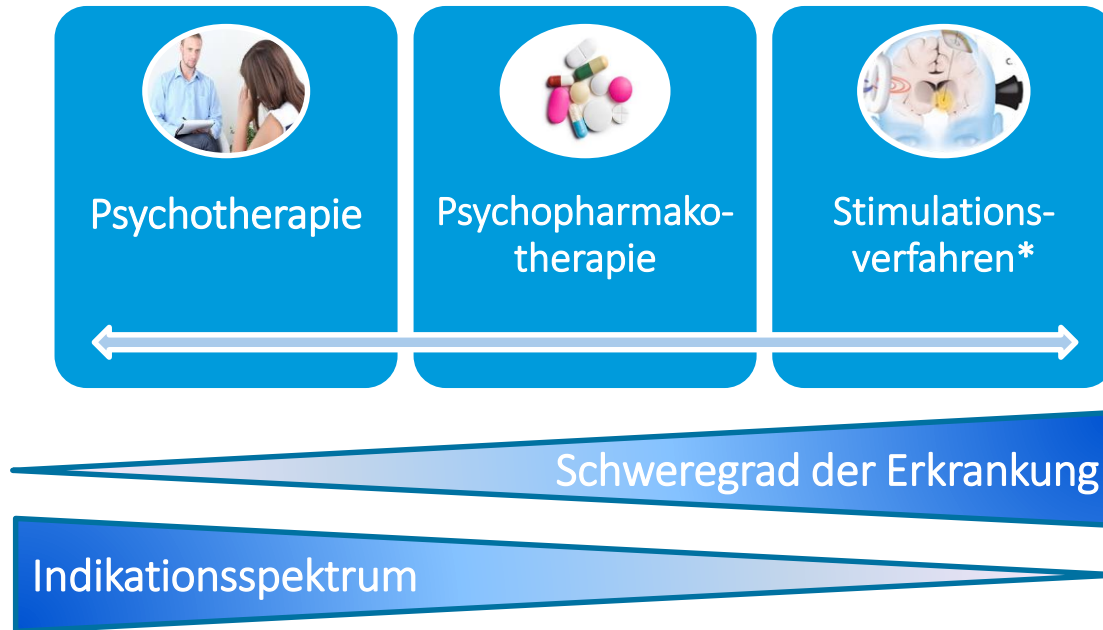 Psychotherapie
Psychopharmako-
therapie
Stimulations-
verfahren*
Schweregrad der Erkrankung
Indikationsspektrum